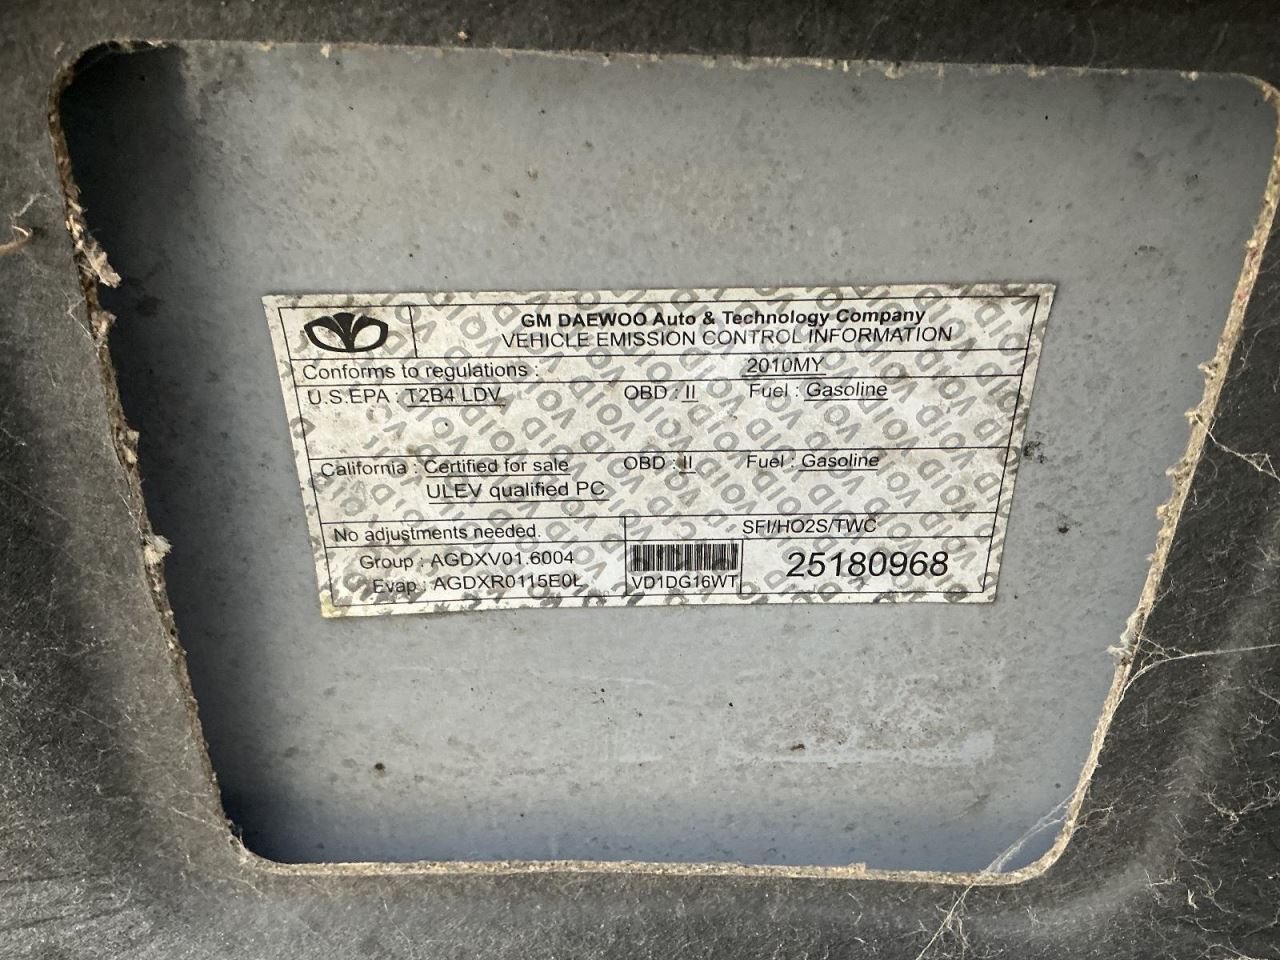 GM DAEWOO Auto & Technology Company
VEHICLE EMISSION CONTROL INFORMATION
Conforms to regulations : 2010MY
U.S.EPA : T2B4 LDV OBD : II Fuel : Gasoline
California : Certified for sale OBD : II Fuel : Gasoline
ULEV qualified PC
No adjustments needed. SFI/HO2S/TWC
Group : AGDXV01.6004
Evap : AGDXR0115E0L
VD1DG16WT
25180968